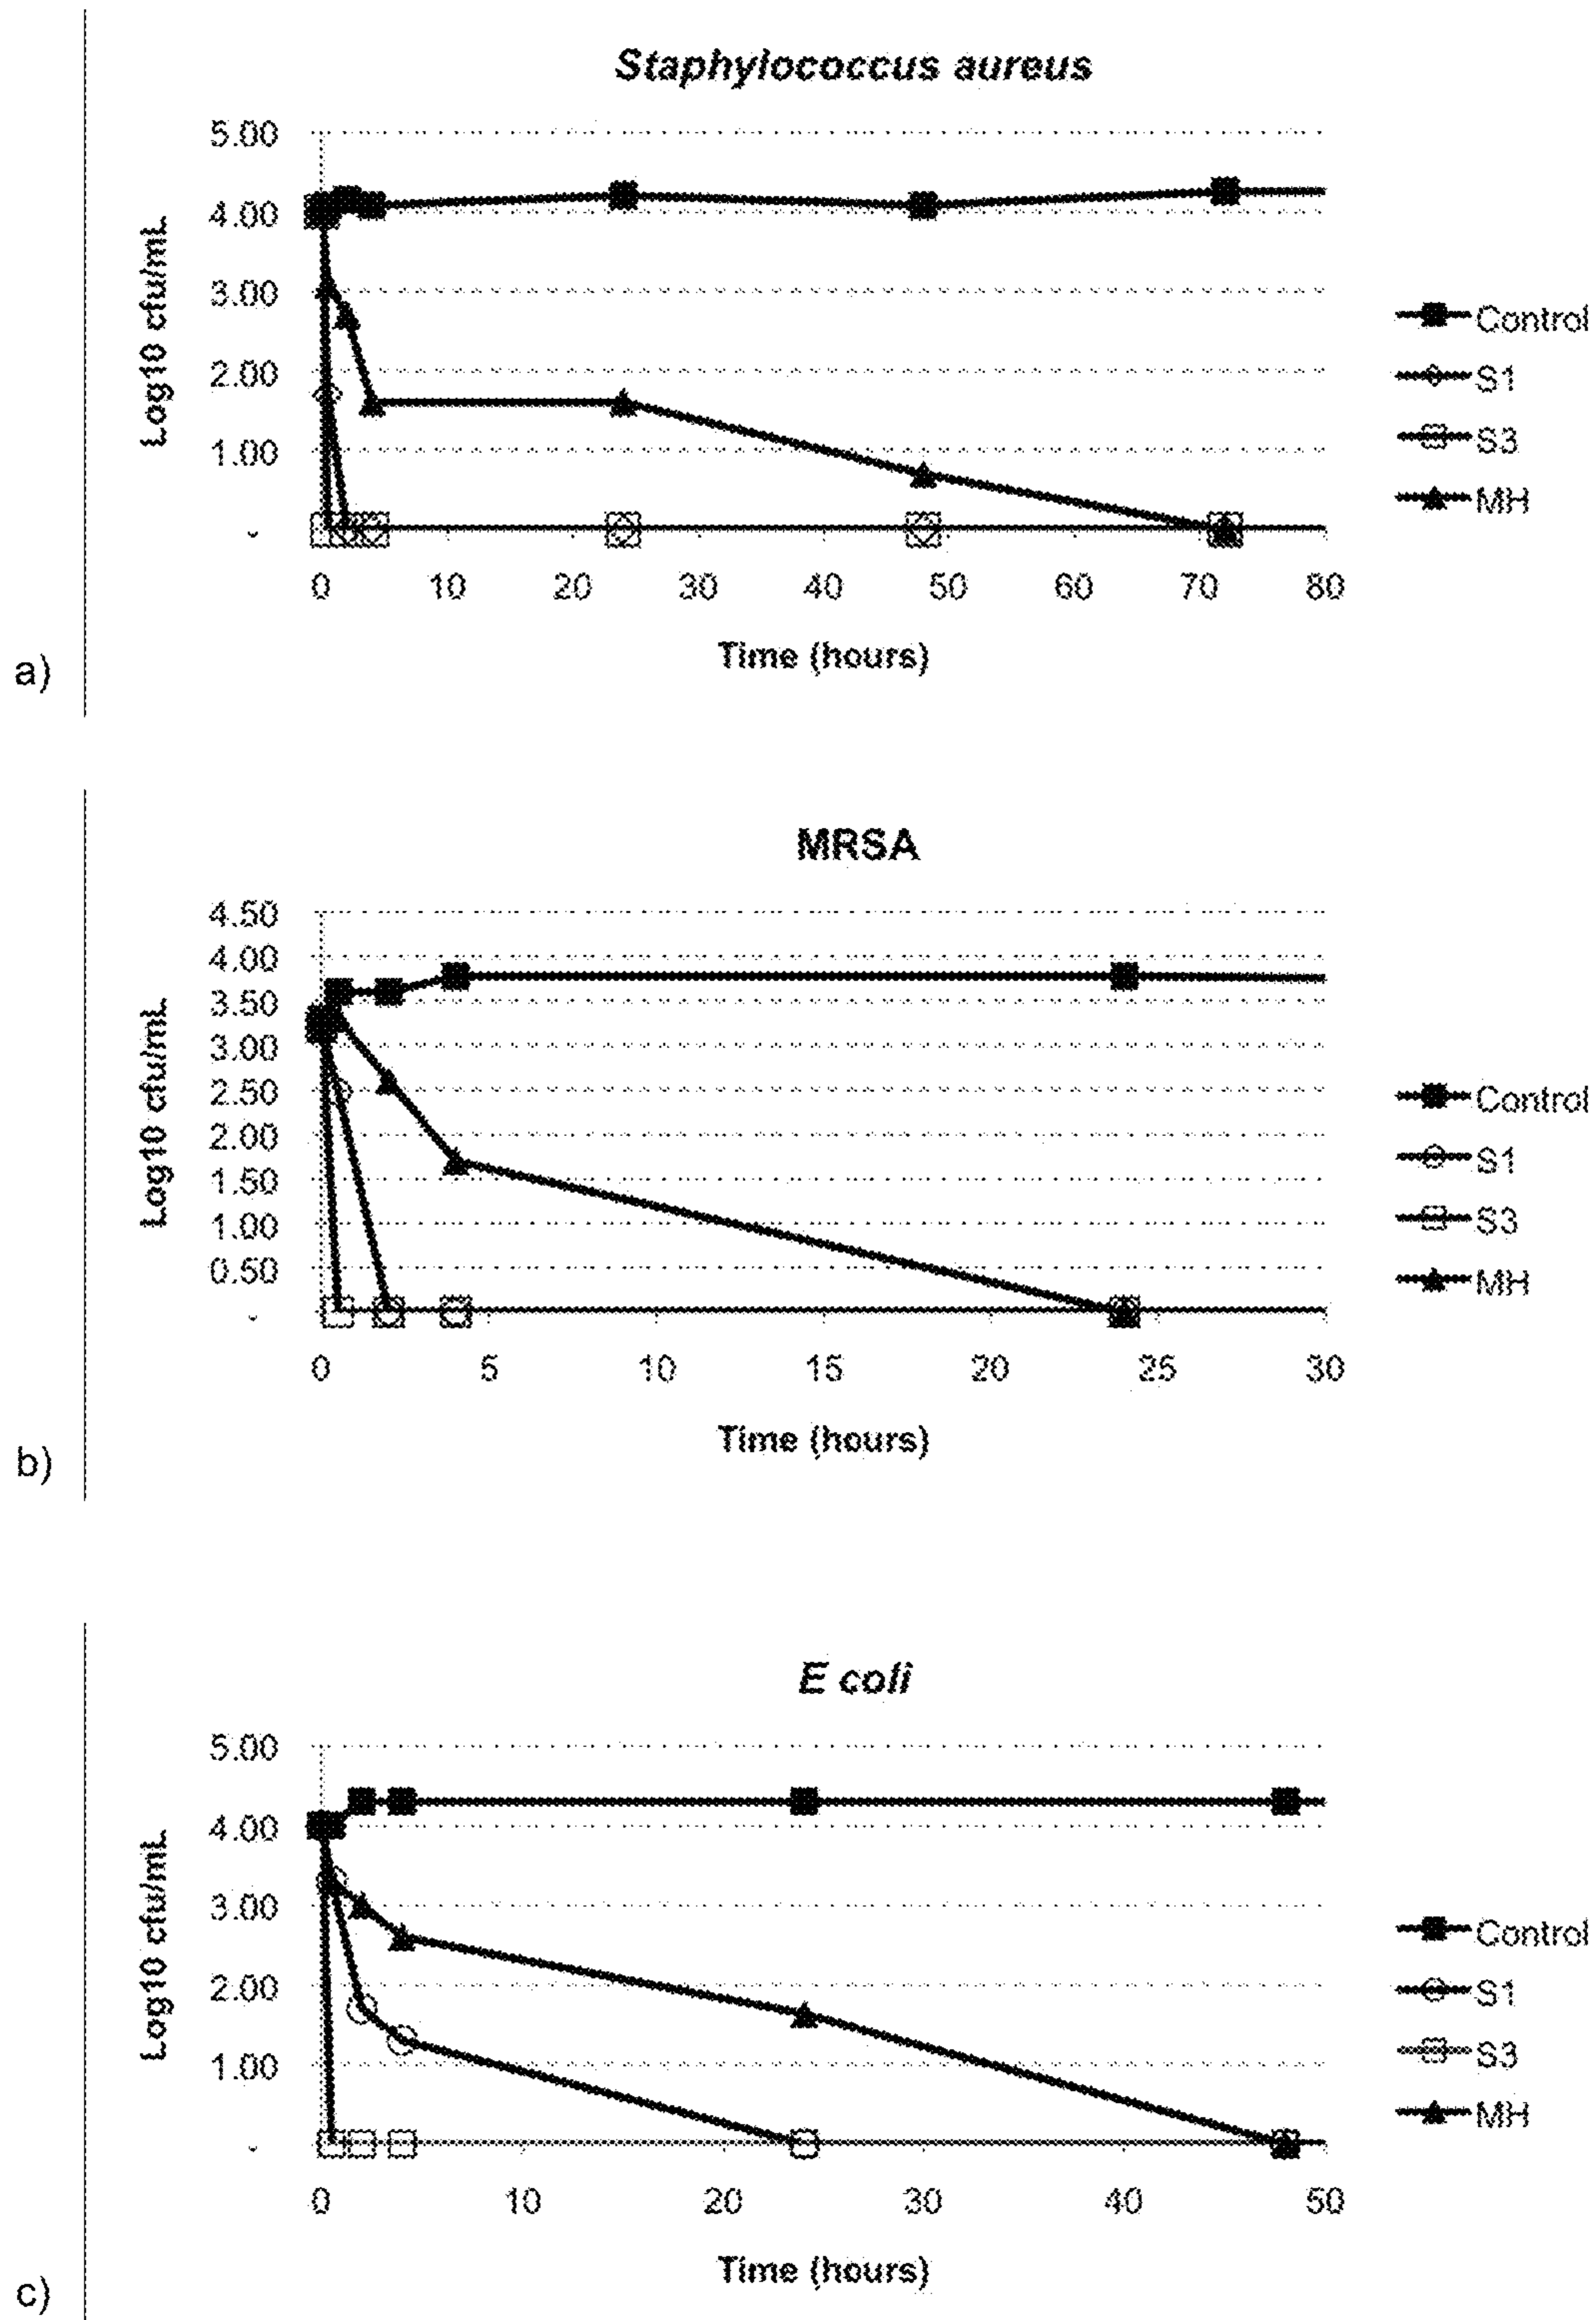 Staphylococcus aureus
5.00
4.00
3.00
2.00
1.00
-
Log10 cfu/mL
0 10 20 30 40 50 60 70 80
Time (hours)
Control
S1
S3
MH
a)
MRSA
4.50
4.00
3.50
3.00
2.50
2.00
1.50
1.00
0.50
-
Log10 cfu/mL
0 5 10 15 20 25 30
Time (hours)
Control
S1
S3
MH
b)
E coli
5.00
4.00
3.00
2.00
1.00
-
Log10 cfu/mL
0 10 20 30 40 50
Time (hours)
Control
S1
S3
MH
c)